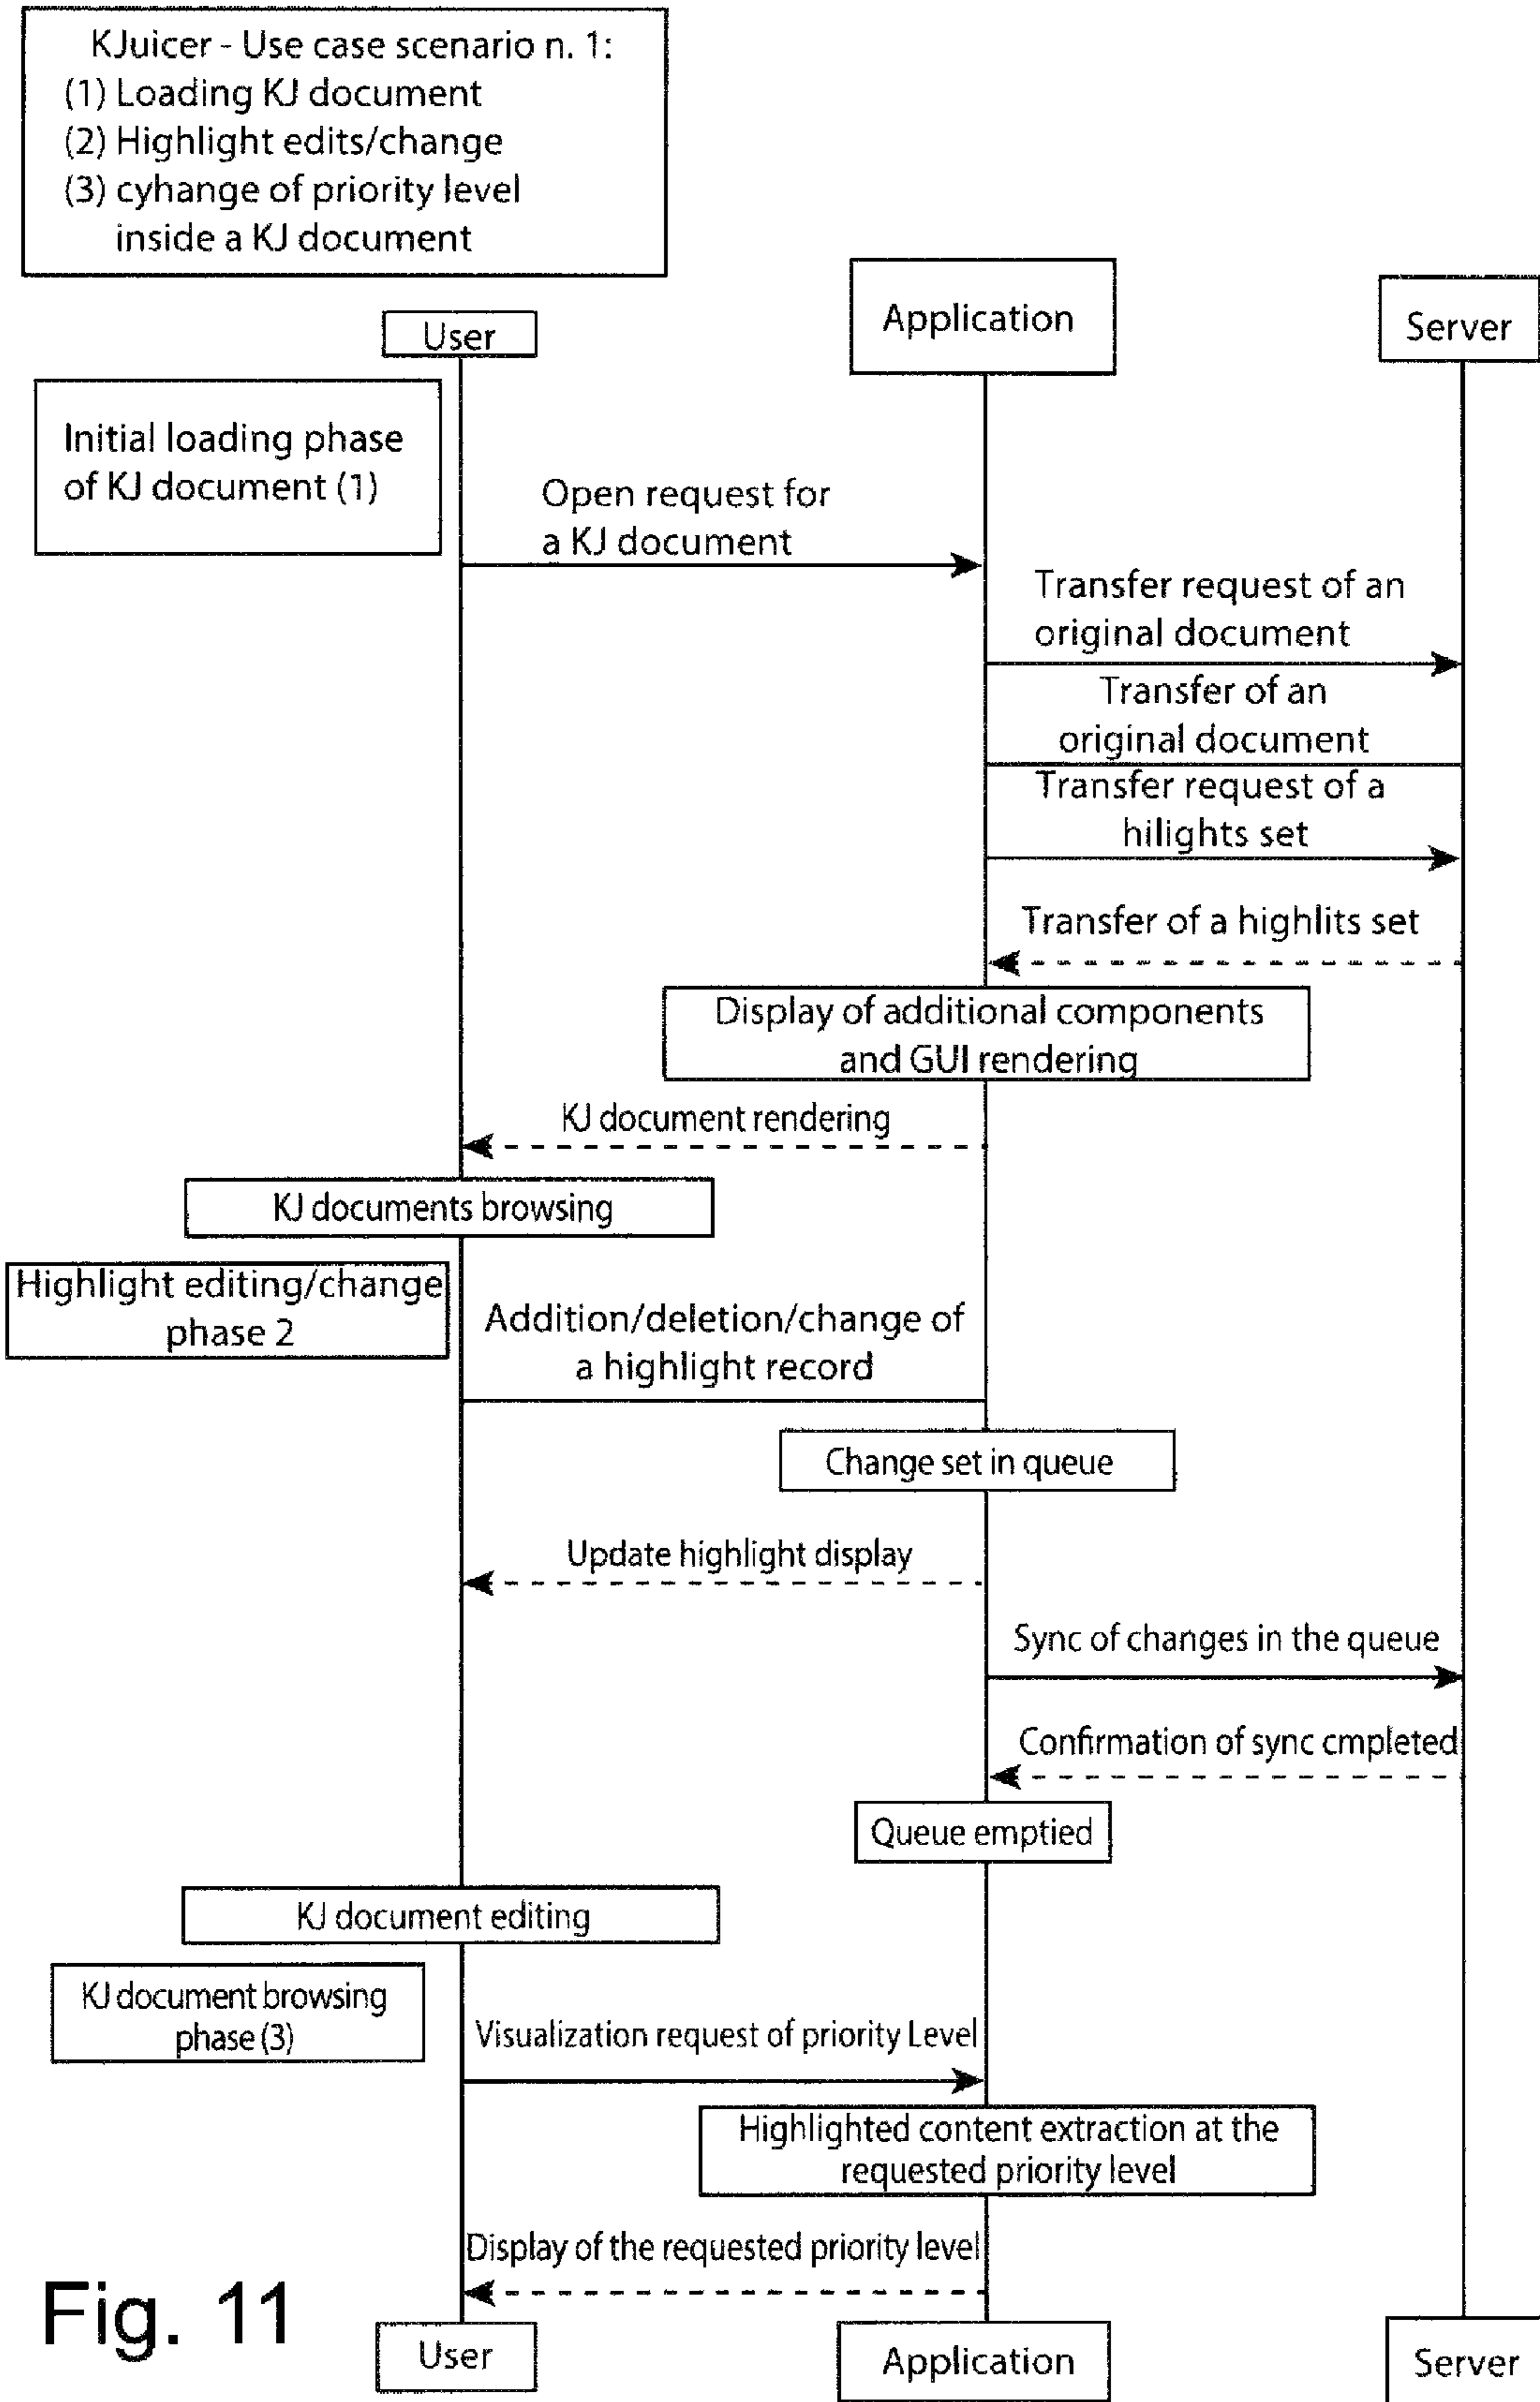 KJuicer - Use case scenario n. 1:
(1) Loading KJ document
(2) Highlight edits/change
(3) cyhange of priority level
inside a KJ document
User
Application
Server
Initial loading phase
of KJ document (1)
Open request for
a KJ document
Transfer request of an
original document
Transfer of an
original document
Transfer request of a
hilights set
Transfer of a highlits set
Display of additional components
and GUI rendering
KJ document rendering
KJ documents browsing
Highlight editing/change
phase 2
Addition/deletion/change of
a highlight record
Change set in queue
Update highlight display
Sync of changes in the queue
Confirmation of sync cmpleted
Queue emptied
KJ document editing
KJ document browsing
phase (3)
Visualization request of priority Level
Highlighted content extraction at the
requested priority level
Display of the requested priority level
Fig. 11
User
Application
Server